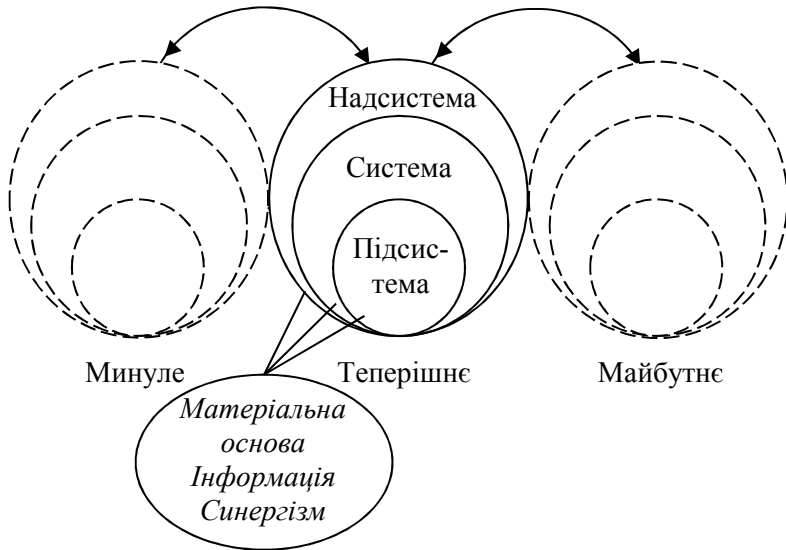 Надсистема
Система
Підсис-
тема
Минуле
Теперішнє
Майбутнє
Матеріальна
основа
Інформація
Синергізм